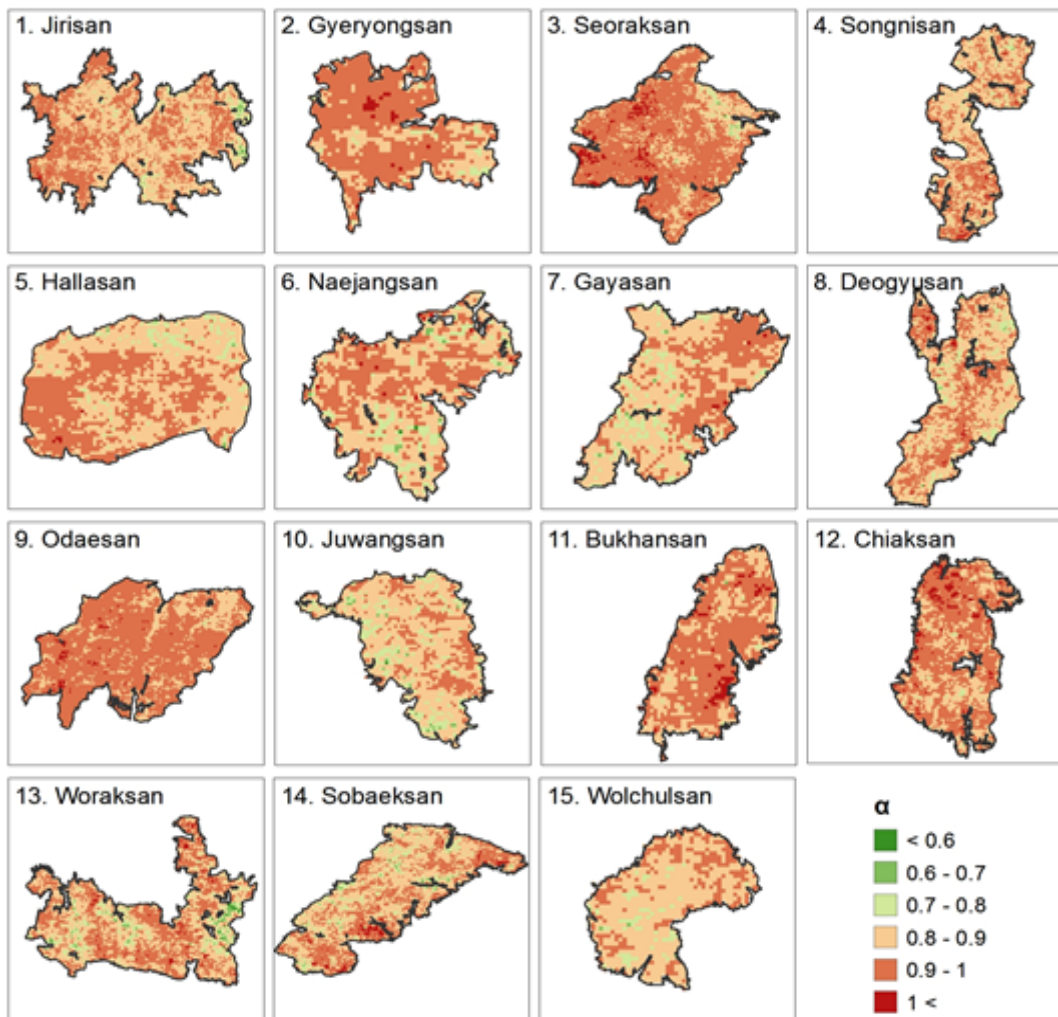 1. Jirisan
2. Gyeryongsan
3. Seoraksan
4. Songnisan
5. Hallasan
6. Naejangsan
7. Gayasan
8. Deogyusan
9. Odaesan
10. Juwangsan
11. Bukhansan
12. Chiaksan
13. Woraksan
14. Sobaeksan
15. Wolchulsan
α
< 0.6
0.6 - 0.7
0.7 - 0.8
0.8 - 0.9
0.9 - 1
1 <